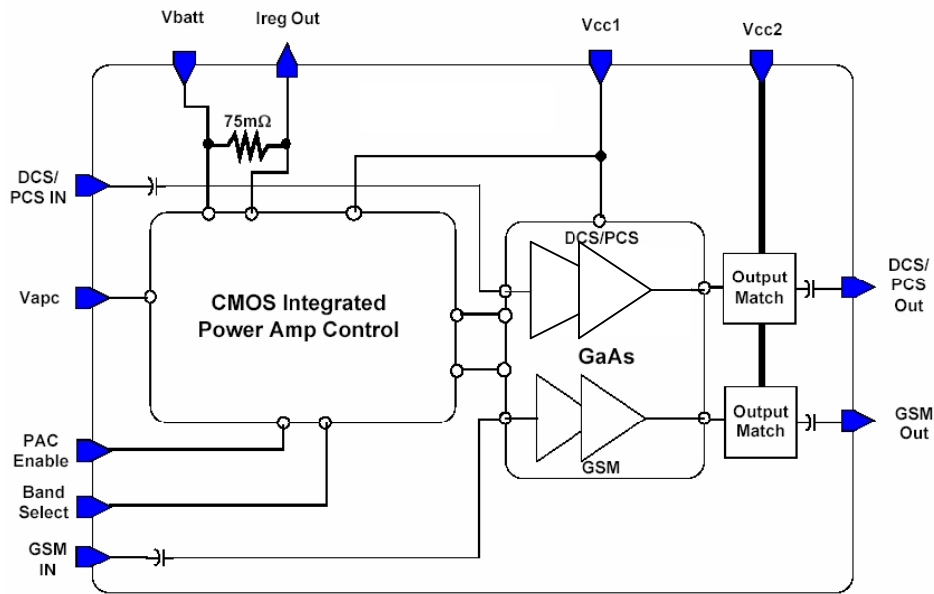 Vbatt
Ireg Out
Vcc1
Vcc2
75mΩ
DCS/
PCS IN
DCS/PCS
Vapc
CMOS Integrated
Power Amp Control
Output
Match
DCS/
PCS
Out
GaAs
PAC
Enable
Output
Match
GSM
Out
GSM
Band
Select
GSM
IN